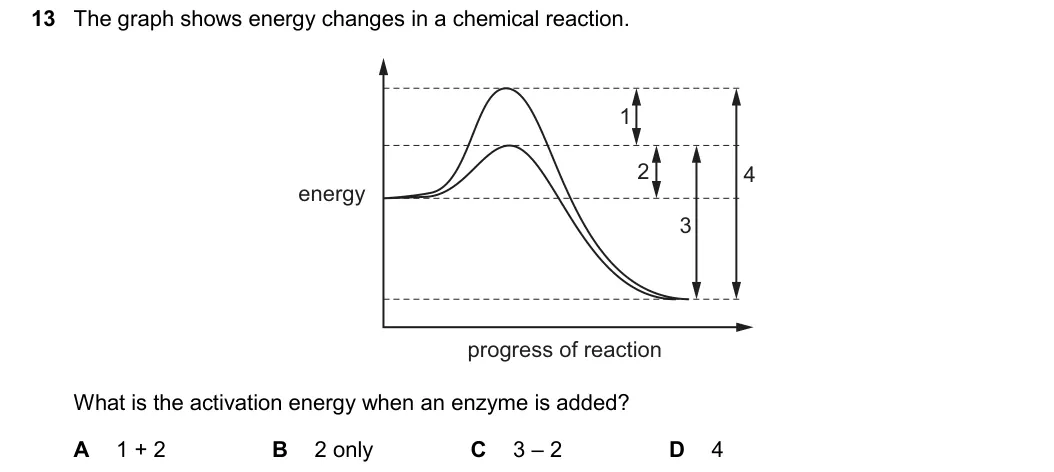 13 The graph shows energy changes in a chemical reaction.
1
2
4
energy
3
progress of reaction
What is the activation energy when an enzyme is added?
A 1 + 2 B 2 only C 3 – 2 D 4